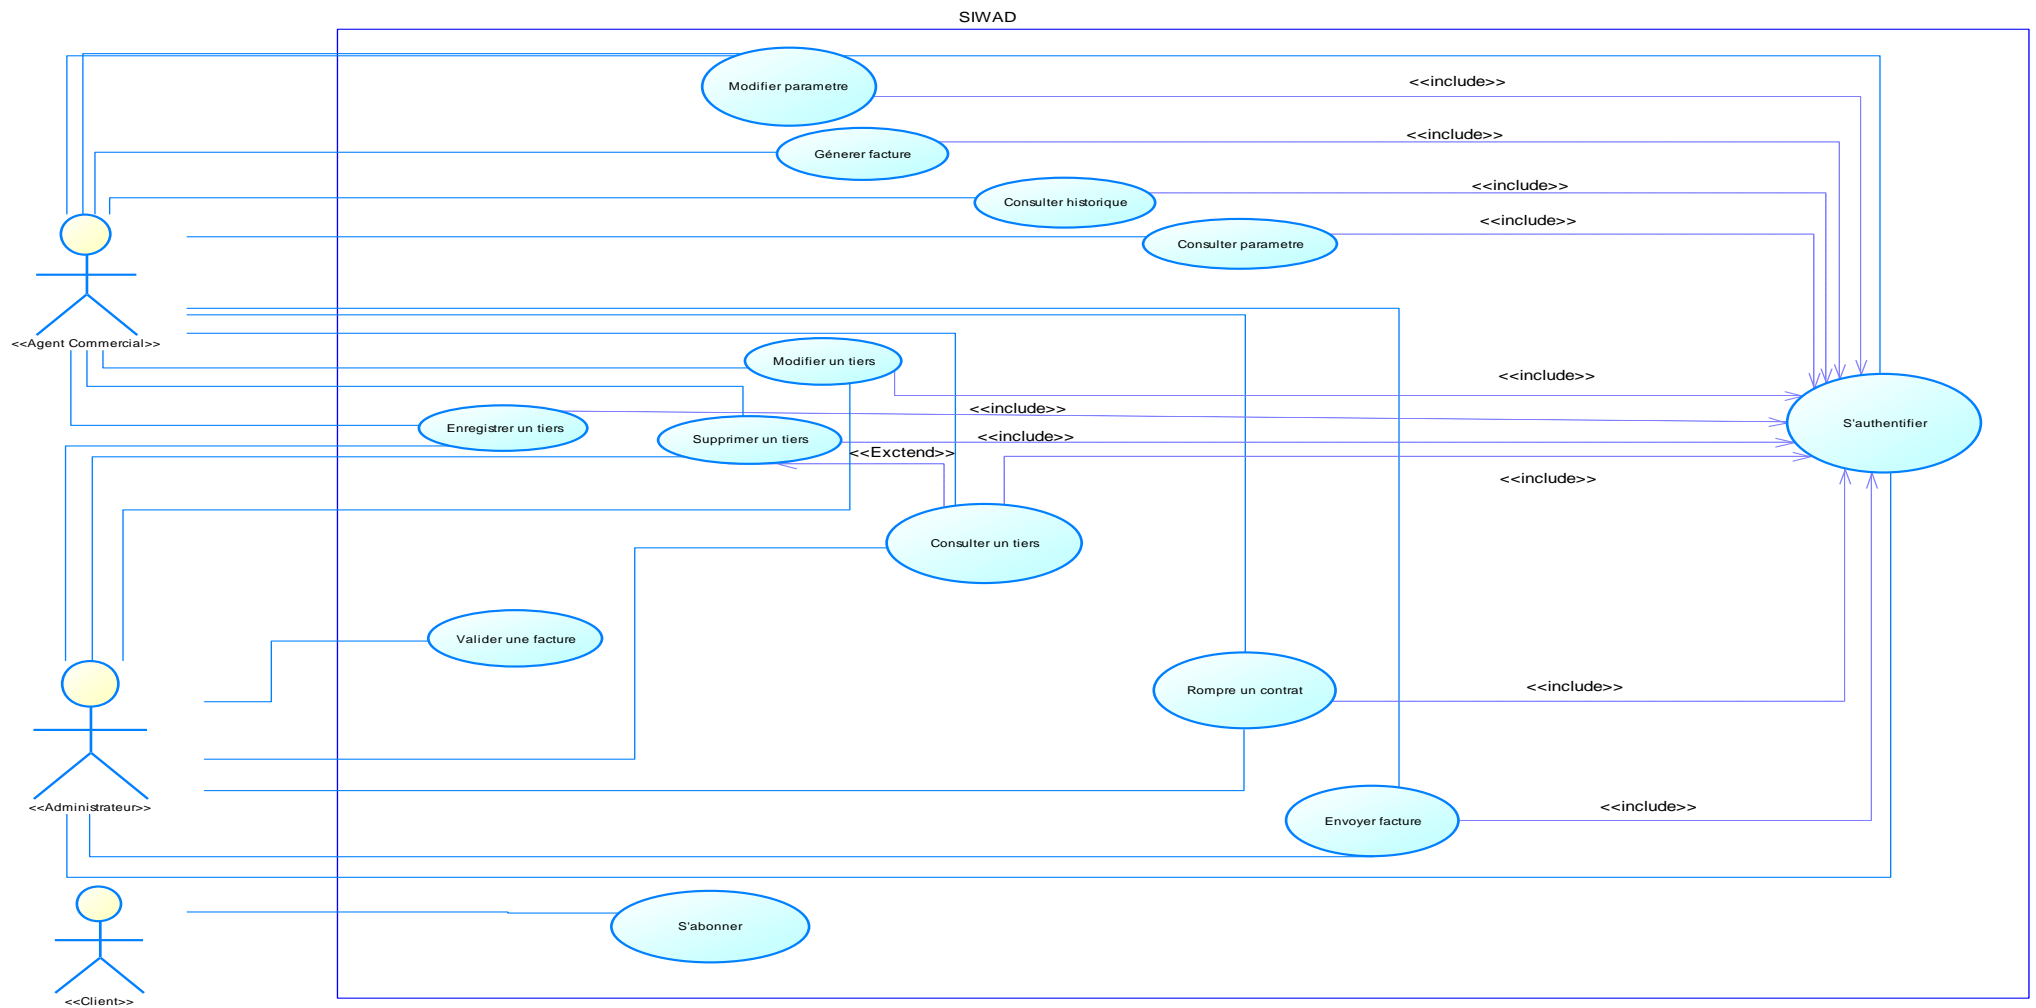 SIWAD
Modifier parametre
<<include>>
Génerer facture
<<include>>
Consulter historique
<<include>>
Consulter parametre
<<include>>
<<Agent Commercial>>
Modifier un tiers
<<include>>
Enregistrer un tiers
<<include>>
S'authentifier
Supprimer un tiers
<<include>>
<<Exctend>>
<<include>>
Consulter un tiers
Valider une facture
Rompre un contrat
<<include>>
<<Administrateur>>
Envoyer facture
<<include>>
S'abonner
<<Client>>